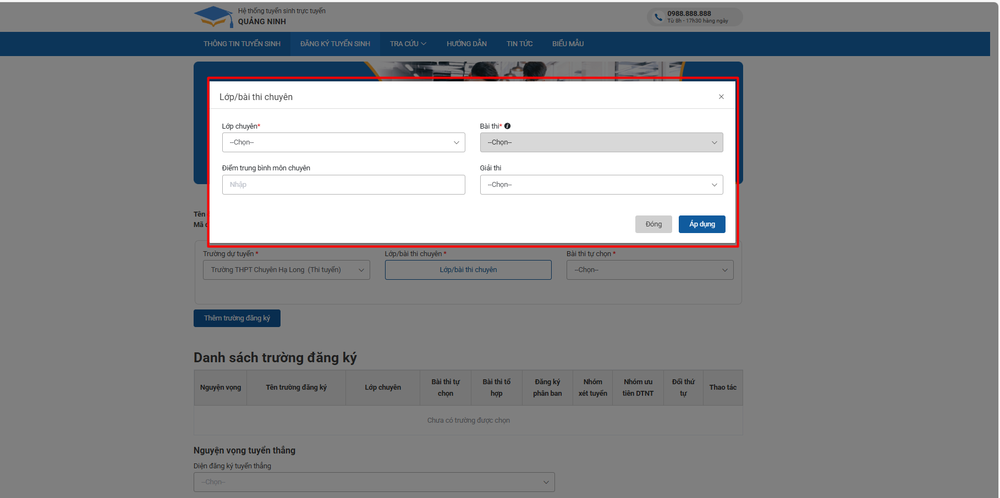 Hệ thống tuyển sinh trực tuyến
QUẢNG NINH
0988.888.888
Từ 8h - 17h30 hàng ngày
THÔNG TIN TUYỂN SINH ĐĂNG KÝ TUYỂN SINH TRA CỨU HƯỚNG DẪN TIN TỨC BIỂU MẪU
Lớp/bài thi chuyên
Lớp chuyên* Bài thi*
--Chọn-- --Chọn--
Điểm trung bình môn chuyên Giải thi
Nhập --Chọn--
Đóng Áp dụng
Tên
Mã
Trường dự tuyển * Lớp/bài thi chuyên * Bài thi tự chọn *
Trường THPT Chuyên Hạ Long (Thi tuyển) Lớp/bài thi chuyên --Chọn--
Thêm trường đăng ký
Danh sách trường đăng ký
Nguyện vọng Tên trường đăng ký Lớp chuyên Bài thi tự chọn Bài thi tổ hợp Đăng ký phân ban Nhóm xét tuyển Nhóm ưu tiên DTNT Đổi thứ tự Thao tác
Chưa có trường được chọn
Nguyện vọng tuyển thẳng
Diện đăng ký tuyển thẳng
--Chọn--